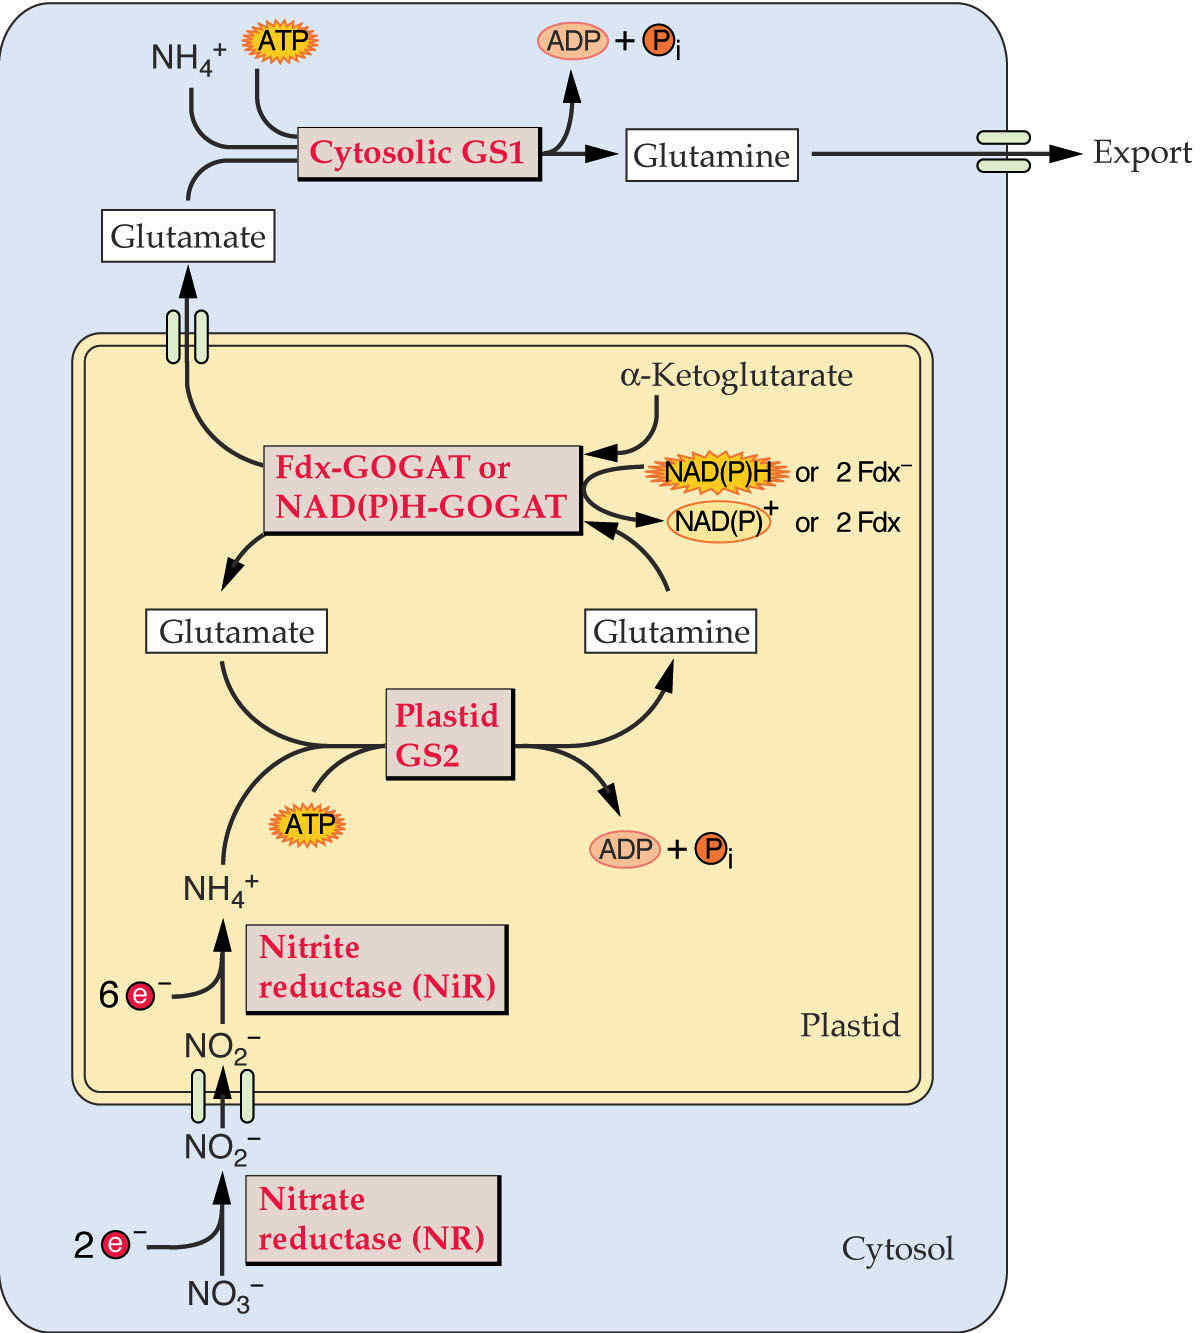 NH₄⁺
ATP
ADP + Pi
Cytosolic GS1
Glutamine
Export
Glutamate
α-Ketoglutarate
Fdx-GOGAT or
NAD(P)H-GOGAT
NAD(P)H or 2 Fdx⁻
NAD(P)⁺ or 2 Fdx
Glutamate
Glutamine
Plastid
GS2
ATP
ADP + Pi
NH₄⁺
Nitrite
reductase (NiR)
6 e⁻
NO₂⁻
Plastid
NO₂⁻
Nitrate
reductase (NR)
2 e⁻
NO₃⁻
Cytosol